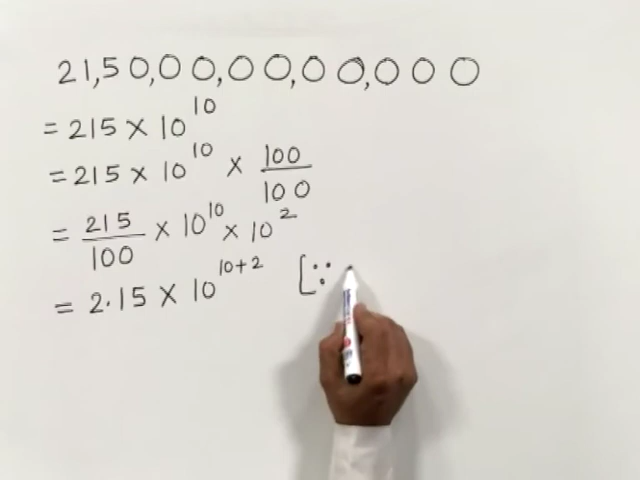 21,50,00,00,00,000
= 215 × 10¹⁰
= 215 × 10¹⁰ × 100/100
= 215/100 × 10¹⁰ × 10²
= 2.15 × 10¹⁰⁺² [∵